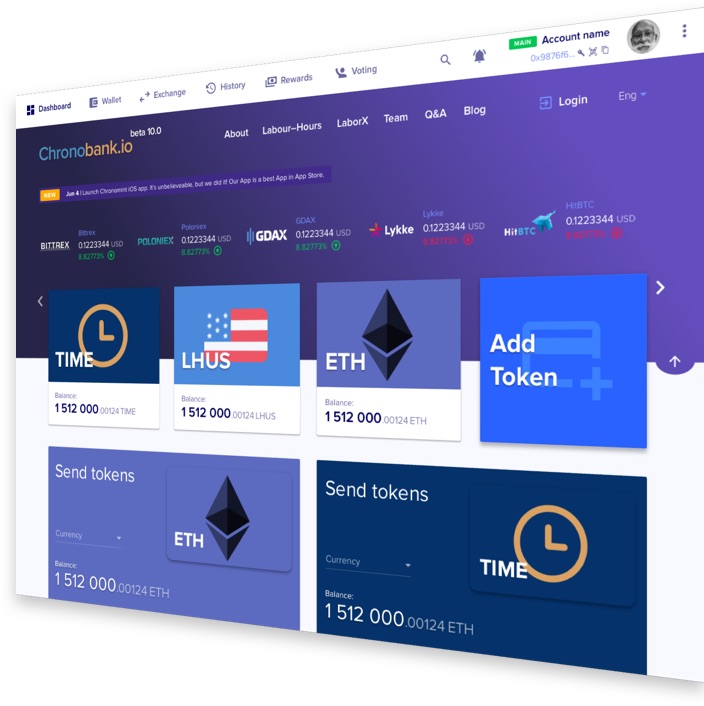 Dashboard Wallet Exchange History Rewards Voting
MAIN Account name
0x9876f6...
Chronobank.io beta 10.0
About Labour–Hours LaborX Team Q&A Blog Login Eng
NEW Jun 4 | Launch Chronomint iOS app. It's unbelieveable, but we did it! Our App is a best App in App Store.
BITTREX
Bittrex
0.1223344 USD
8.82773%
POLONIEX
Poloniex
0.1223344 USD
8.82773%
GDAX
GDAX
0.1223344 USD
8.82773%
Lykke
Lykke
0.1223344 USD
8.82773%
HitBTC
HitBTC
0.1223344 USD
8.82773%
TIME
Balance:
1 512 000.00124 TIME
LHUS
Balance:
1 512 000.00124 LHUS
ETH
Balance:
1 512 000.00124 ETH
Add
Token
Send tokens
ETH
Currency
Balance:
1 512 000.00124 ETH
Send tokens
TIME
Currency
Balance:
1 512 000.00124 ETH